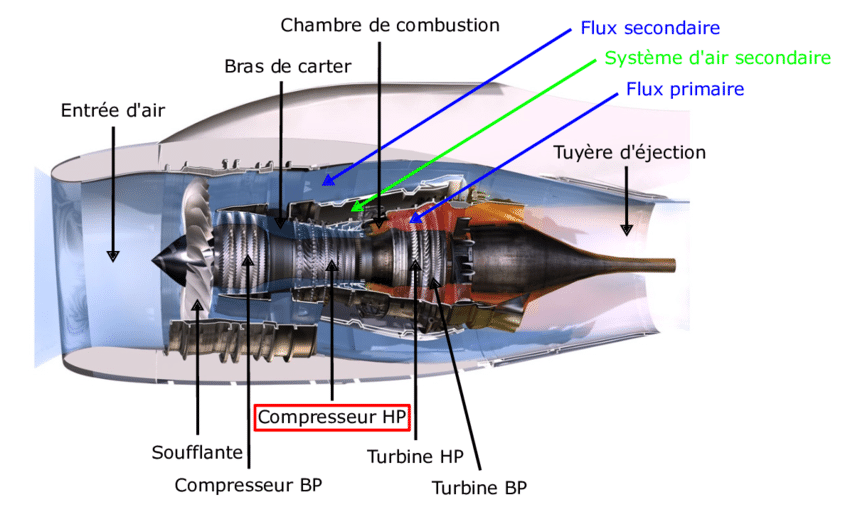 Chambre de combustion
Flux secondaire
Système d'air secondaire
Bras de carter
Flux primaire
Entrée d'air
Tuyère d'éjection
Compresseur HP
Soufflante
Turbine HP
Compresseur BP
Turbine BP